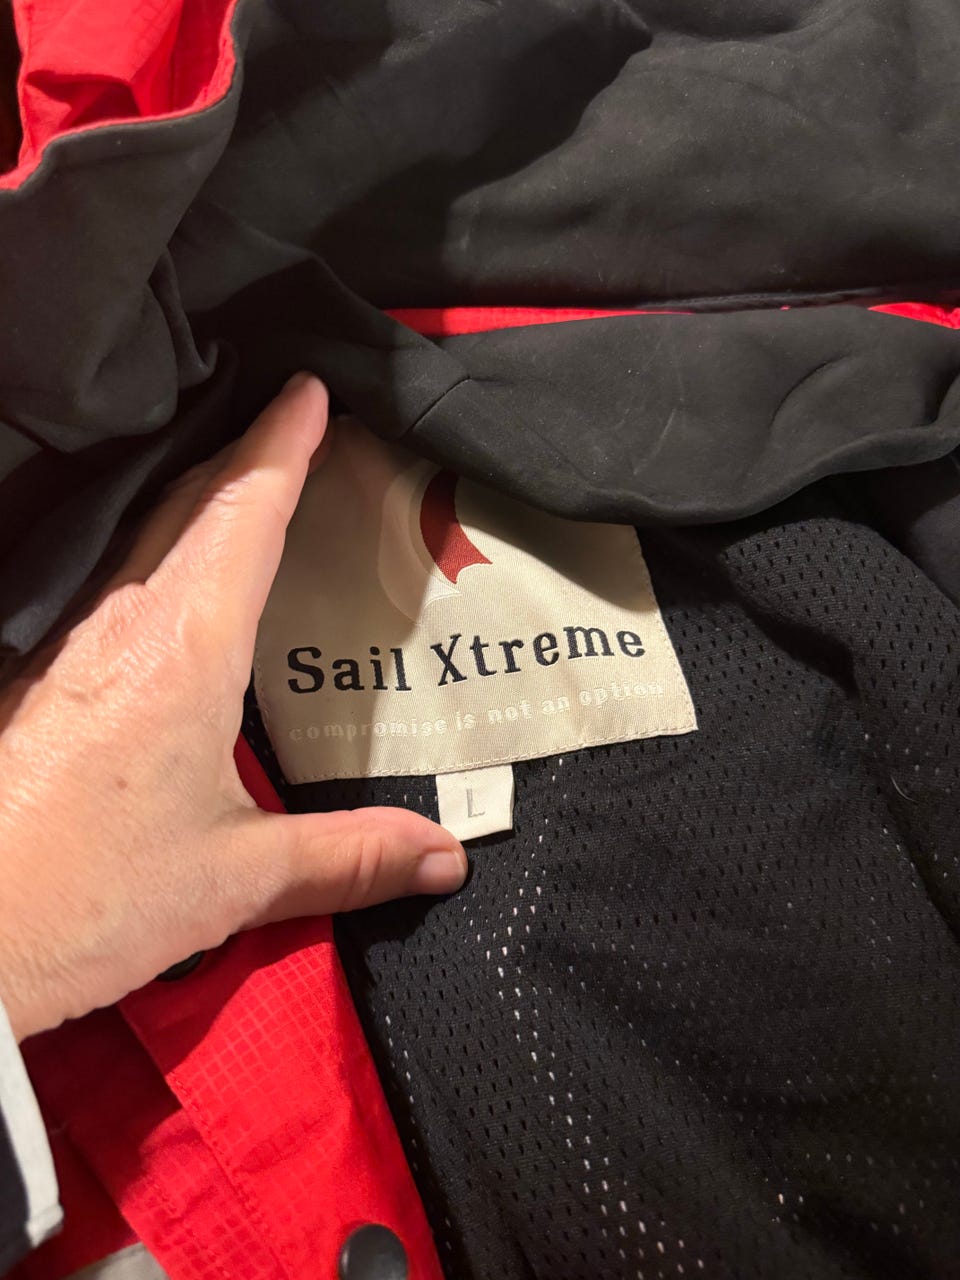 Sail Xtreme
compromise is not an option
L